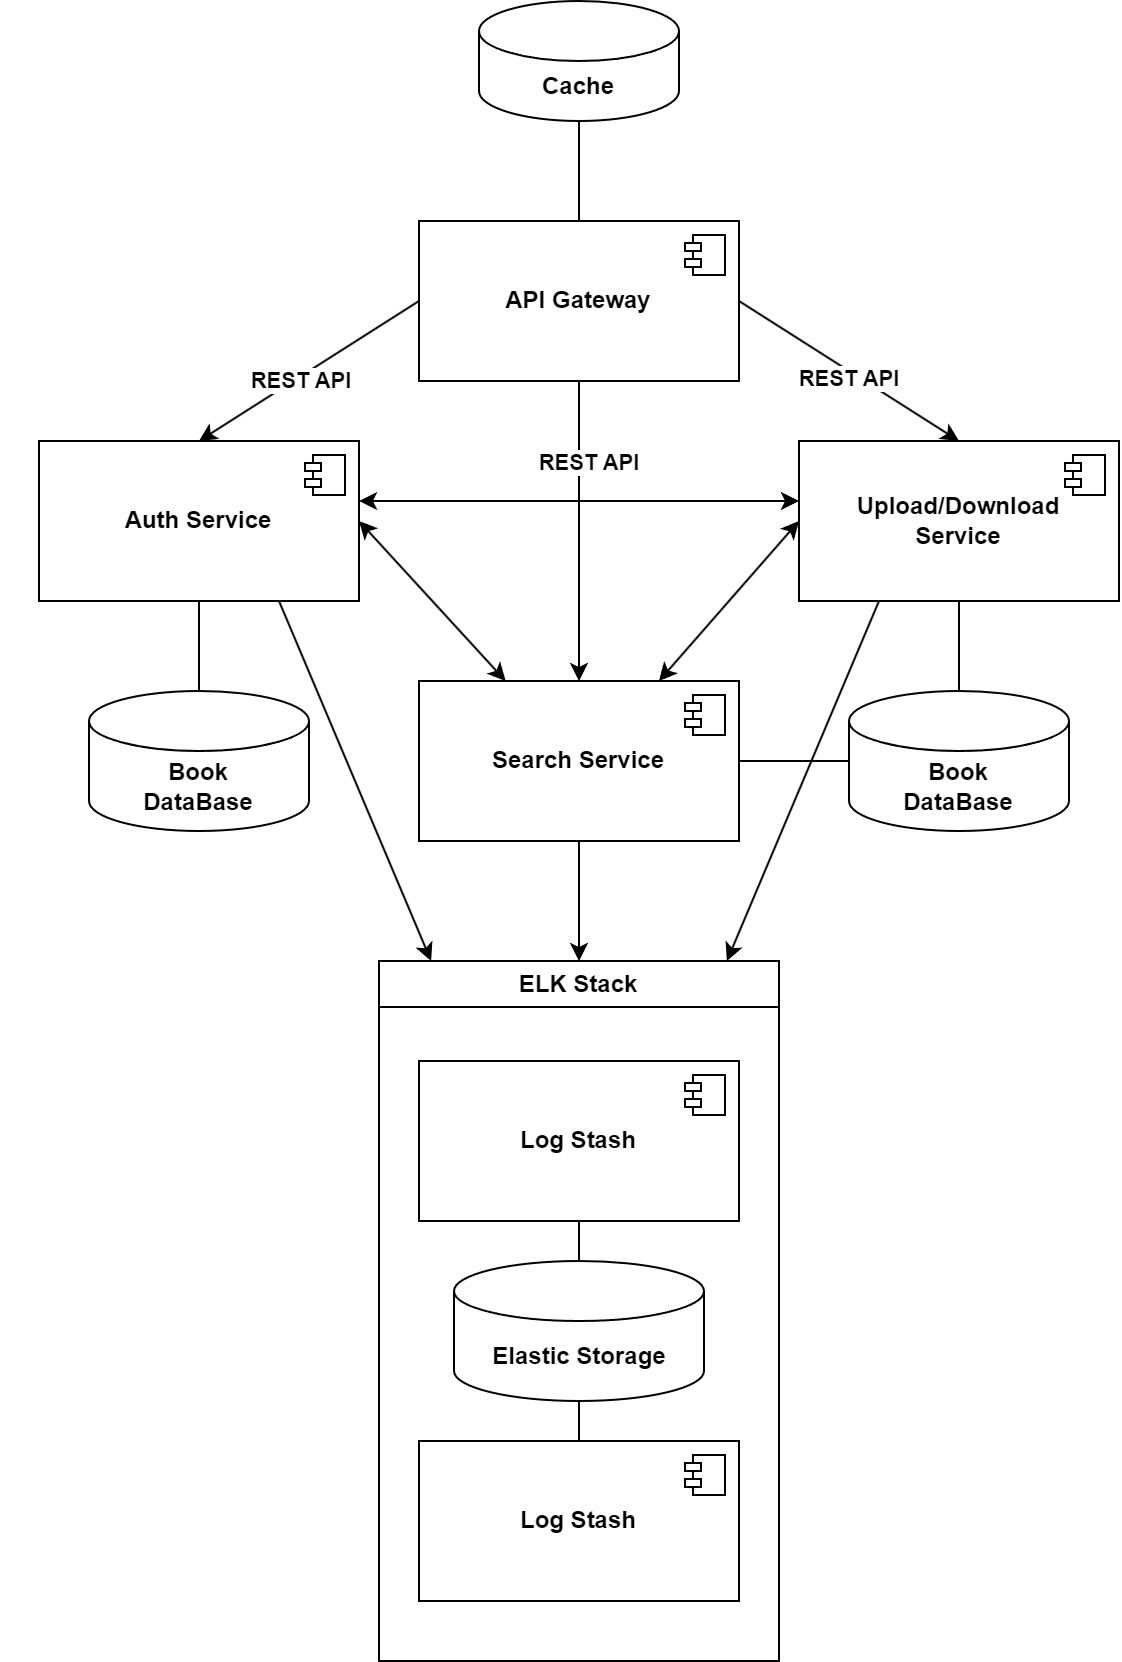 Cache
API Gateway
REST API
REST API
REST API
Auth Service
Upload/Download
Service
Search Service
Book
DataBase
Book
DataBase
ELK Stack
Log Stash
Elastic Storage
Log Stash